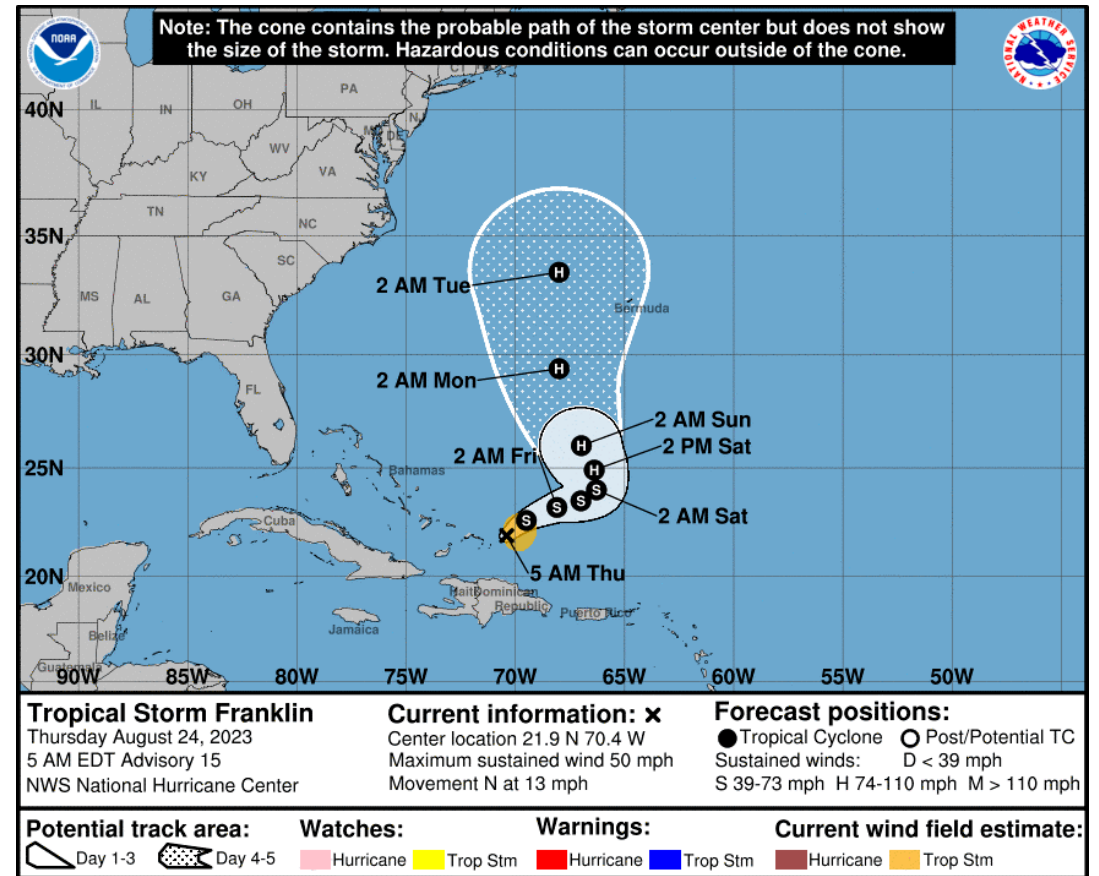 Note: The cone contains the probable path of the storm center but does not show
the size of the storm. Hazardous conditions can occur outside of the cone.
NOAA
NATIONAL WEATHER SERVICE
40N
35N
30N
25N
20N
IL
IN
OH
PA
CT
NJ
DE
WV
VA
KY
TN
NC
SC
MS
AL
GA
FL
Bermuda
2 AM Tue
H
2 AM Mon
H
2 AM Sun
H
2 PM Sat
H
2 AM Fri
S
S
S
2 AM Sat
S
5 AM Thu
Bahamas
Cuba
Mexico
Belize
Guatemala
Jamaica
Haiti
Dominican
Republic
Puerto Rico
90W 85W 80W 75W 70W 65W 60W 55W 50W
Tropical Storm Franklin
Thursday August 24, 2023
5 AM EDT Advisory 15
NWS National Hurricane Center
Current information: x
Center location 21.9 N 70.4 W
Maximum sustained wind 50 mph
Movement N at 13 mph
Forecast positions:
Tropical Cyclone Post/Potential TC
Sustained winds: D < 39 mph
S 39-73 mph H 74-110 mph M > 110 mph
Potential track area:
Day 1-3 Day 4-5
Watches:
Hurricane Trop Stm
Warnings:
Hurricane Trop Stm
Current wind field estimate:
Hurricane Trop Stm